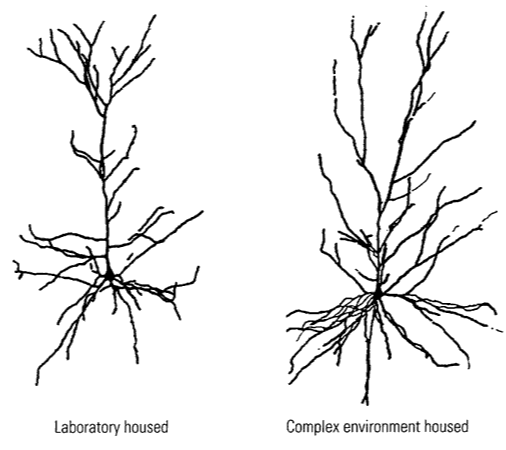 Laboratory housed
Complex environment housed